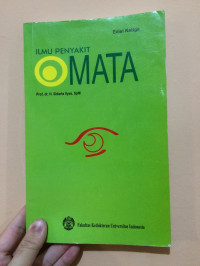 Edisi Ketiga
ILMU PENYAKIT
MATA
Prof. dr. H. Sidarta Ilyas, SpM
Fakultas Kedokteran Universitas Indonesia